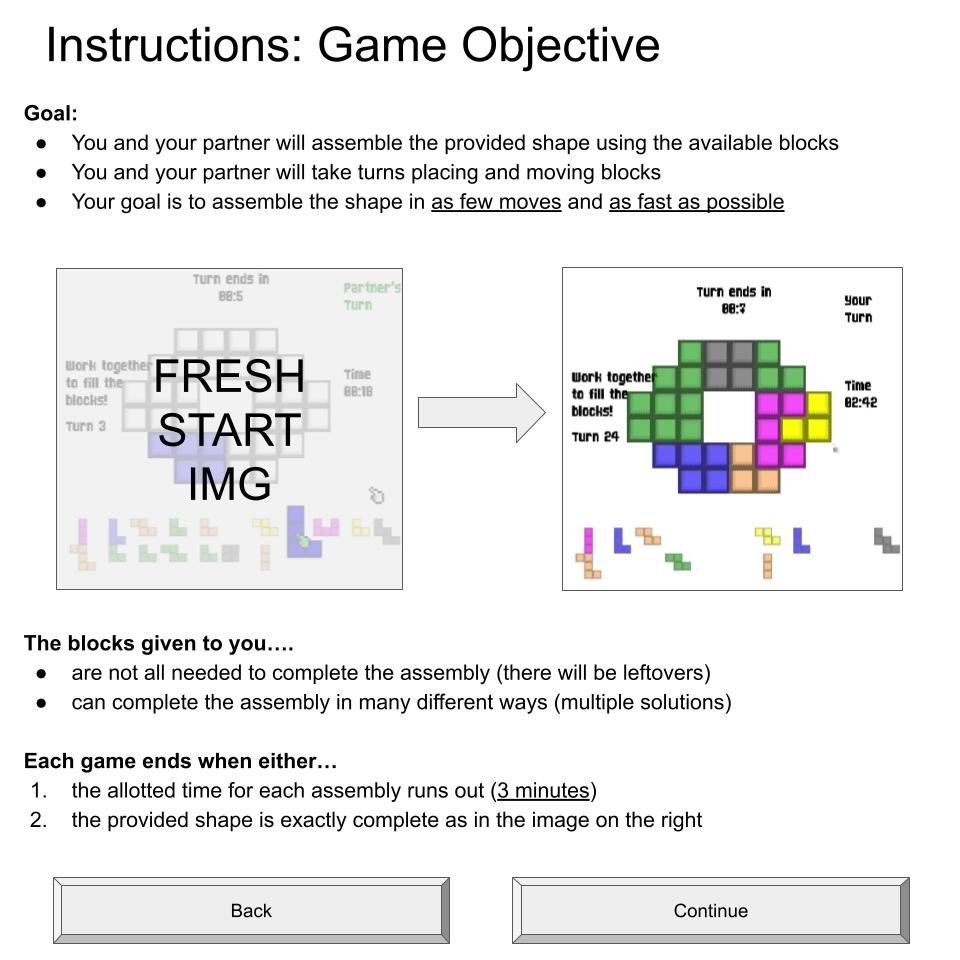 Instructions: Game Objective
Goal:
● You and your partner will assemble the provided shape using the available blocks
● You and your partner will take turns placing and moving blocks
● Your goal is to assemble the shape in as few moves and as fast as possible
Turn ends in
00:5
Partner's
Turn
Work together
to fill the
blocks!
Turn 3
Time
00:18
FRESH
START
IMG
Turn ends in
00:7
Your
Turn
Work together
to fill the
blocks!
Turn 24
Time
02:42
The blocks given to you….
● are not all needed to complete the assembly (there will be leftovers)
● can complete the assembly in many different ways (multiple solutions)
Each game ends when either…
1. the allotted time for each assembly runs out (3 minutes)
2. the provided shape is exactly complete as in the image on the right
Back
Continue